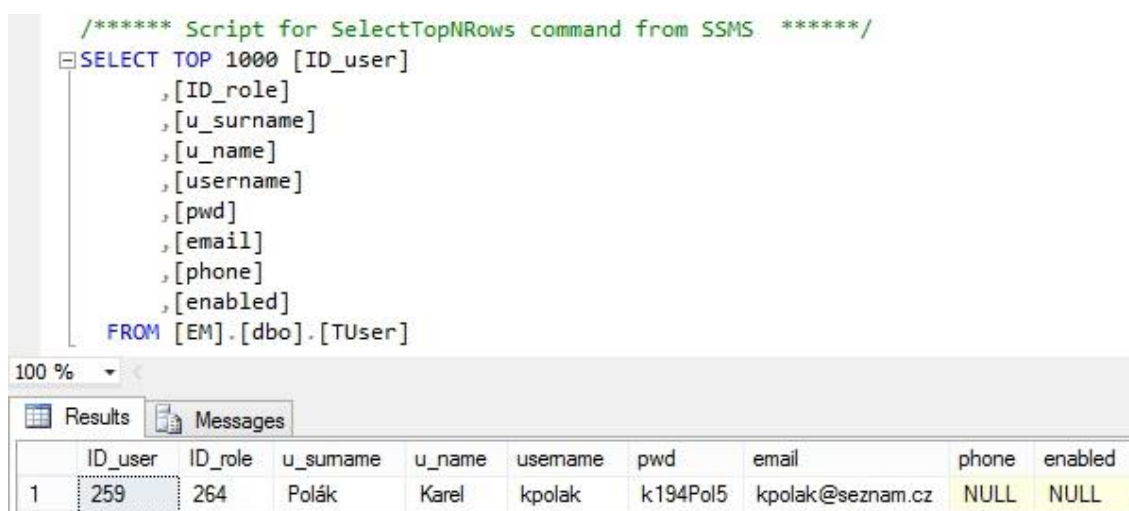 /****** Script for SelectTopNRows command from SSMS  ******/
SELECT TOP 1000 [ID_user]
,[ID_role]
,[u_surname]
,[u_name]
,[username]
,[pwd]
,[email]
,[phone]
,[enabled]
FROM [EM].[dbo].[TUser]
100 %
Results Messages
ID_user ID_role u_surname u_name username pwd email phone enabled
1 259 264 Polák Karel kpolak k194Pol5 kpolak@seznam.cz NULL NULL